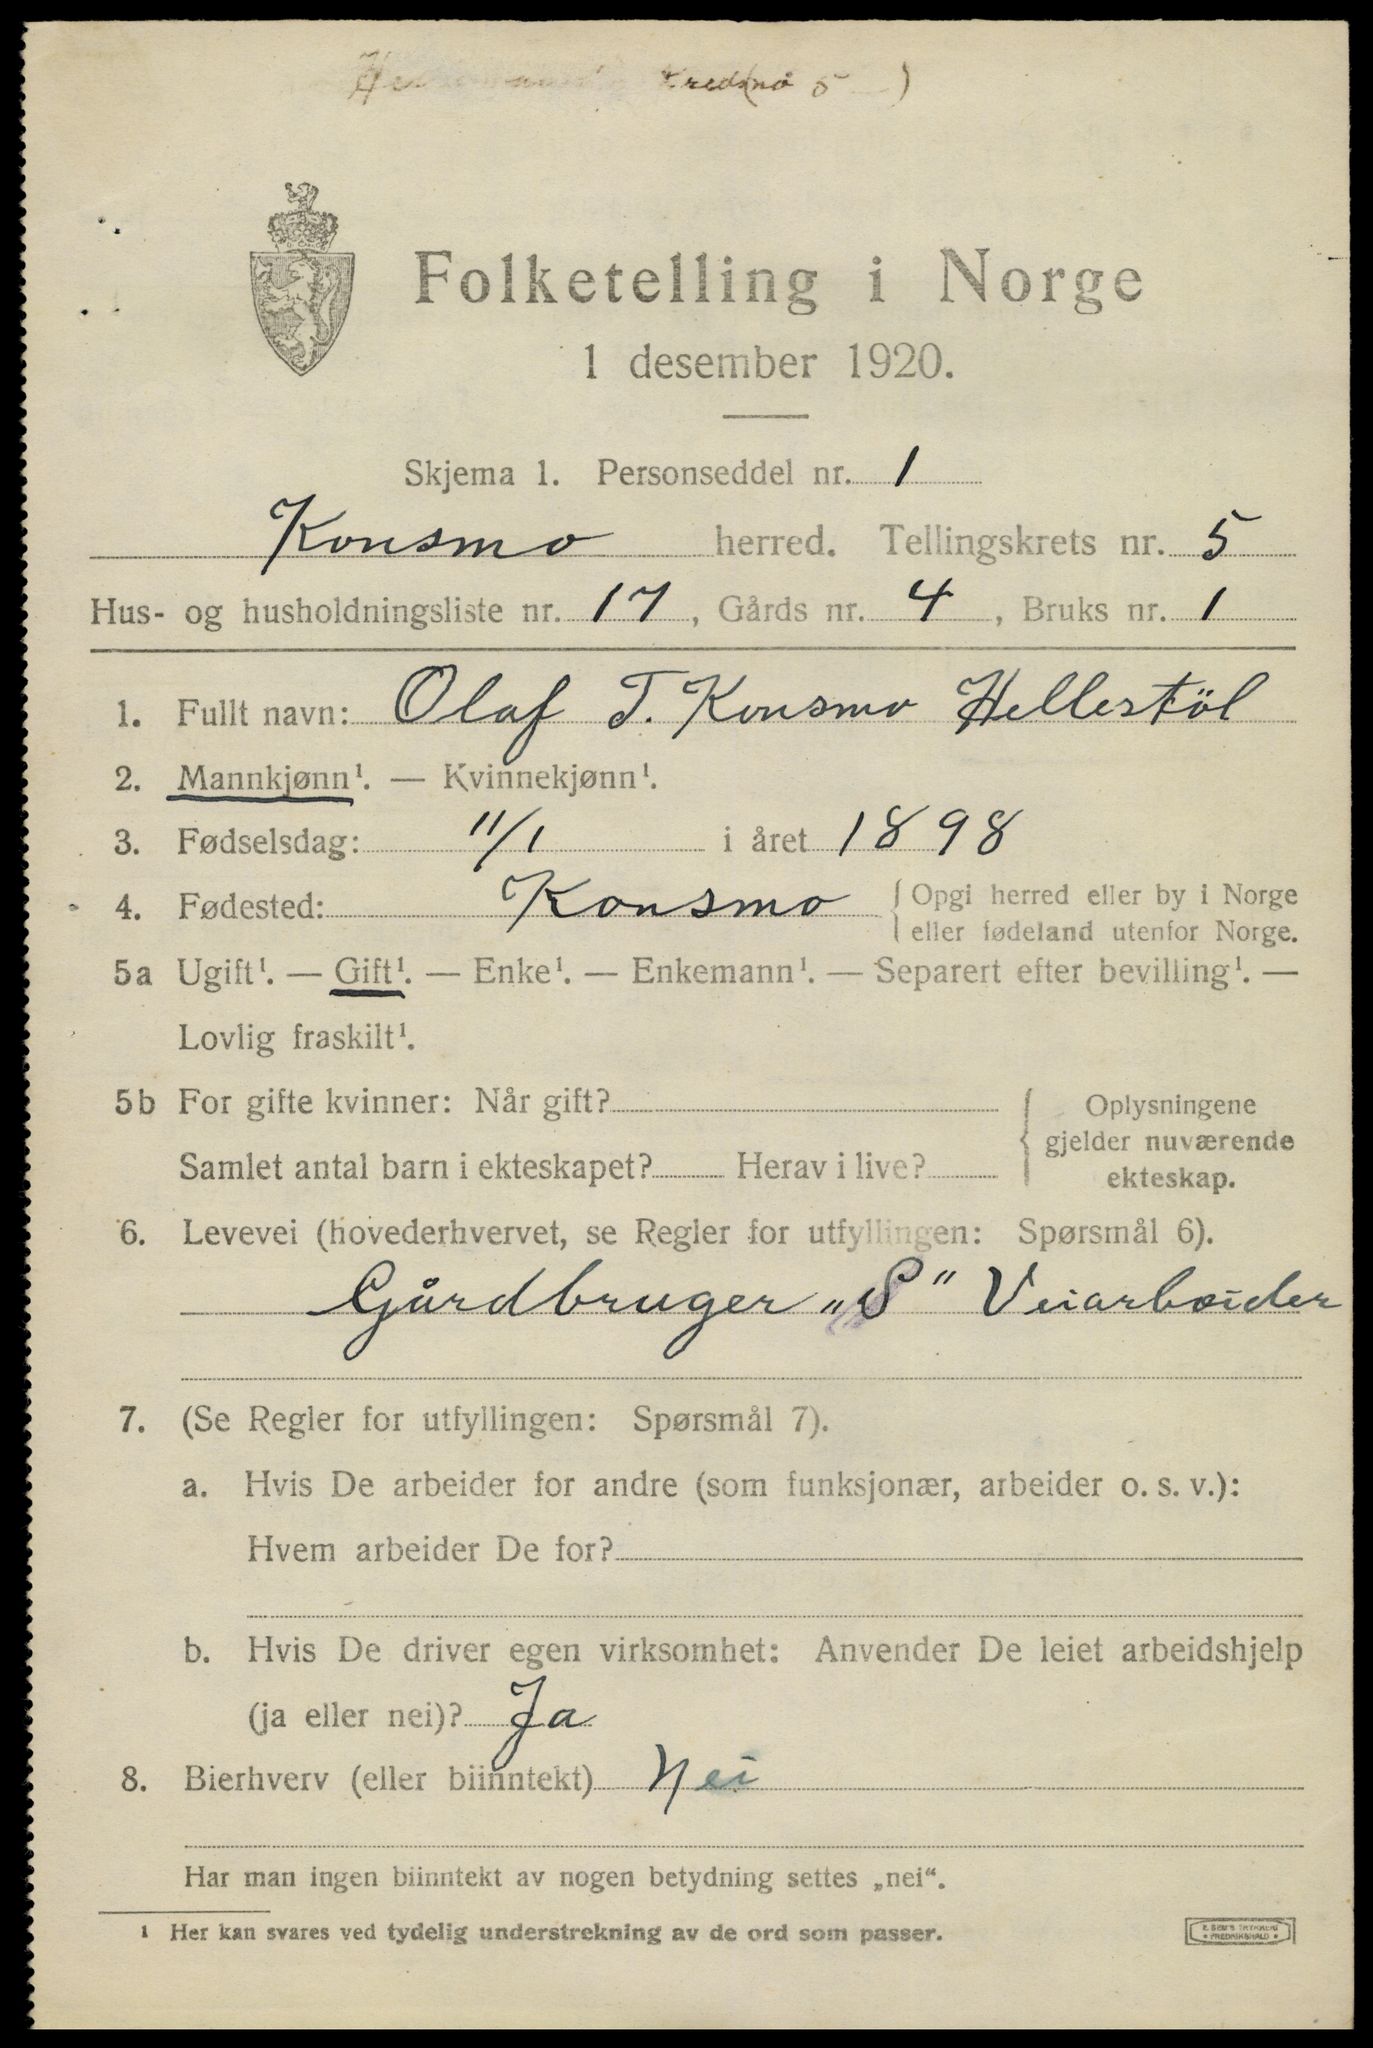 Kredsno 5 )
Folketelling i Norge
1 desember 1920.
Skjema 1. Personseddel nr. 1
Konsmo herred. Tellingskrets nr. 5
Hus- og husholdningsliste nr. 17, Gårds nr. 4, Bruks nr. 1
1. Fullt navn: Olaf T. Konsmo Hellestöl
2. Mannkjønn¹. — Kvinnekjønn¹.
3. Fødselsdag: 11/1 i året 1898
4. Fødested: Konsmo { Opgi herred eller by i Norge
eller fødeland utenfor Norge.
5a Ugift¹. — Gift¹. — Enke¹. — Enkemann¹. — Separert efter bevilling¹. —
Lovlig fraskilt¹.
5b For gifte kvinner: Når gift?
Samlet antal barn i ekteskapet? Herav i live?
{ Oplysningene
gjelder nuværende
ekteskap.
6. Levevei (hovederhvervet, se Regler for utfyllingen: Spørsmål 6).
Gårdbruger „S" Veiarbeider
7. (Se Regler for utfyllingen: Spørsmål 7).
a. Hvis De arbeider for andre (som funksjonær, arbeider o. s. v.):
Hvem arbeider De for?
b. Hvis De driver egen virksomhet: Anvender De leiet arbeidshjelp
(ja eller nei)? Ja
8. Bierhverv (eller biinntekt) Nei
Har man ingen biinntekt av nogen betydning settes „nei“.
¹ Her kan svares ved tydelig understrekning av de ord som passer.
E. SEM'S TRYKKERI
• FREDRIKSHALD •